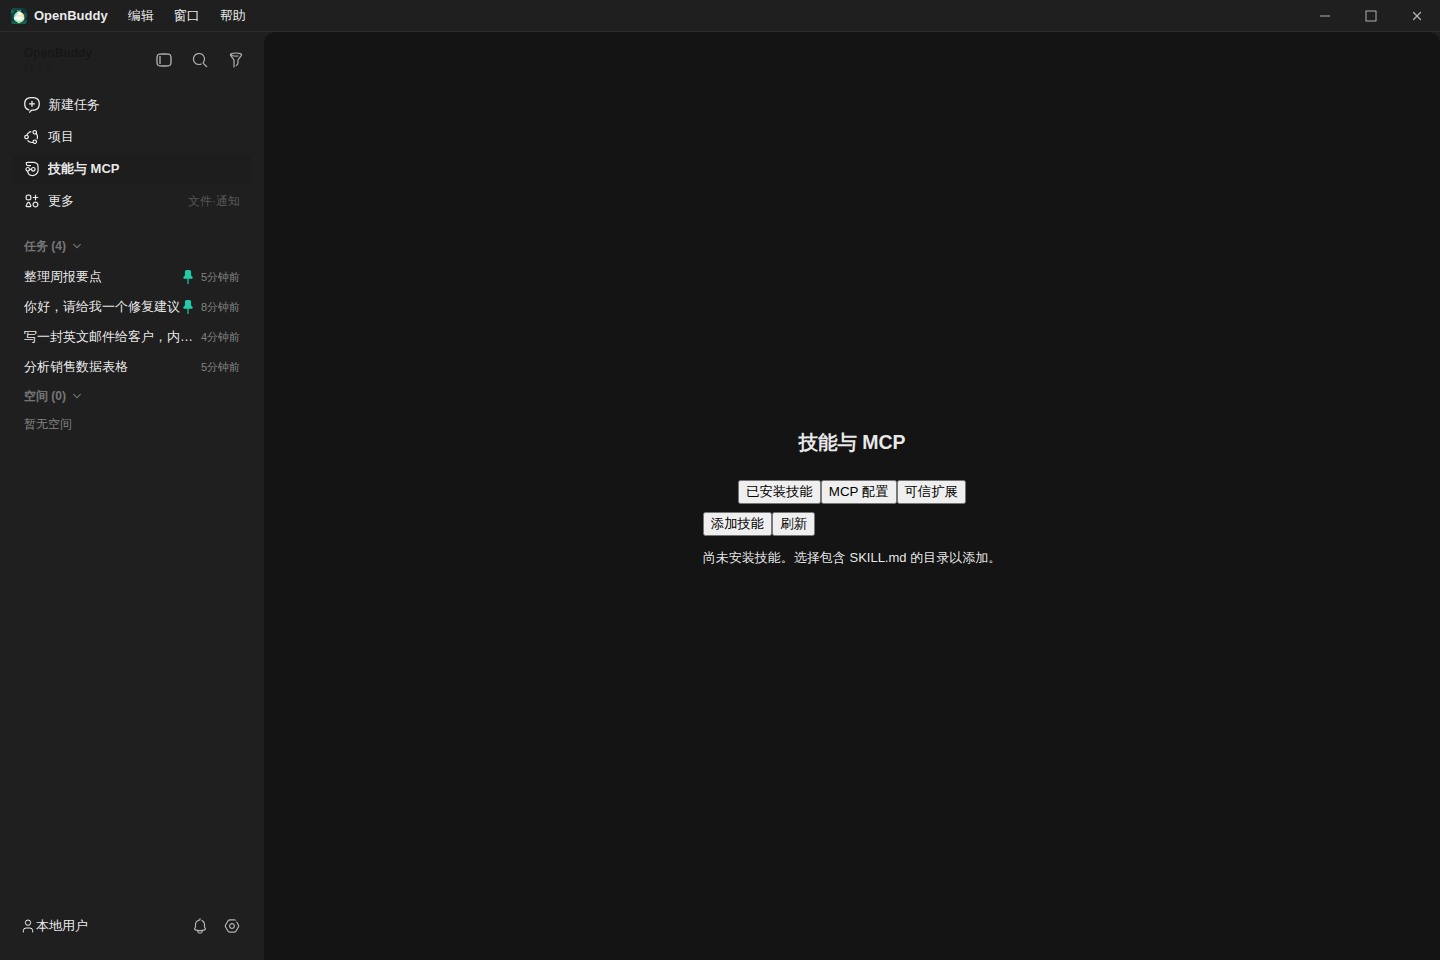 OpenBuddy 编辑 窗口 帮助
OpenBuddy
新建任务
项目
技能与 MCP
更多 文件·通知
任务 (4)
整理周报要点 5分钟前
你好，请给我一个修复建议 8分钟前
写一封英文邮件给客户，内… 4分钟前
分析销售数据表格 5分钟前
空间 (0)
暂无空间
技能与 MCP
已安装技能 MCP 配置 可信扩展
添加技能 刷新
尚未安装技能。选择包含 SKILL.md 的目录以添加。
本地用户